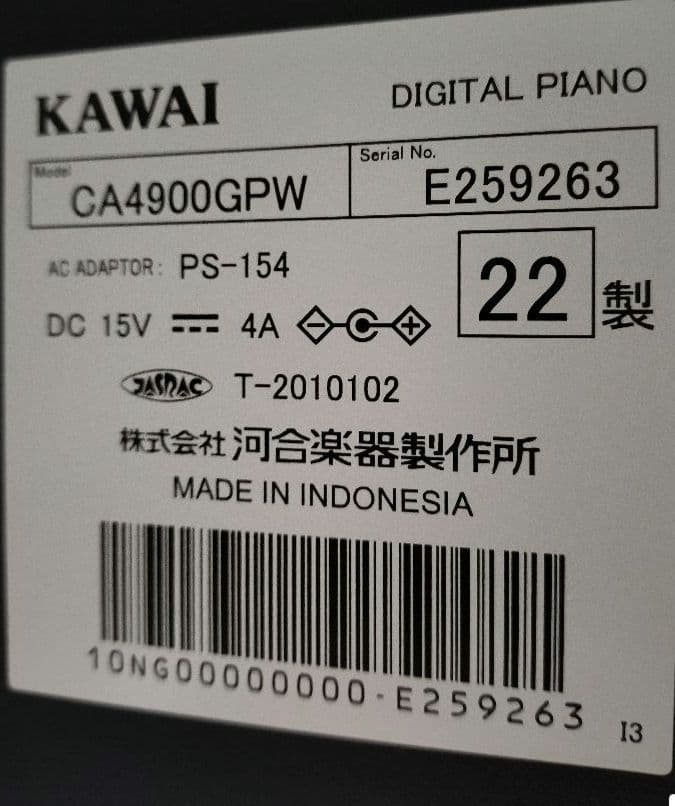 KAWAI DIGITAL PIANO
Model CA4900GPW Serial No. E259263
AC ADAPTOR: PS-154
DC 15V 4A - +
22 製
JASRAC T-2010102
株式会社 河合楽器製作所
MADE IN INDONESIA
10NG00000000-E259263
I3